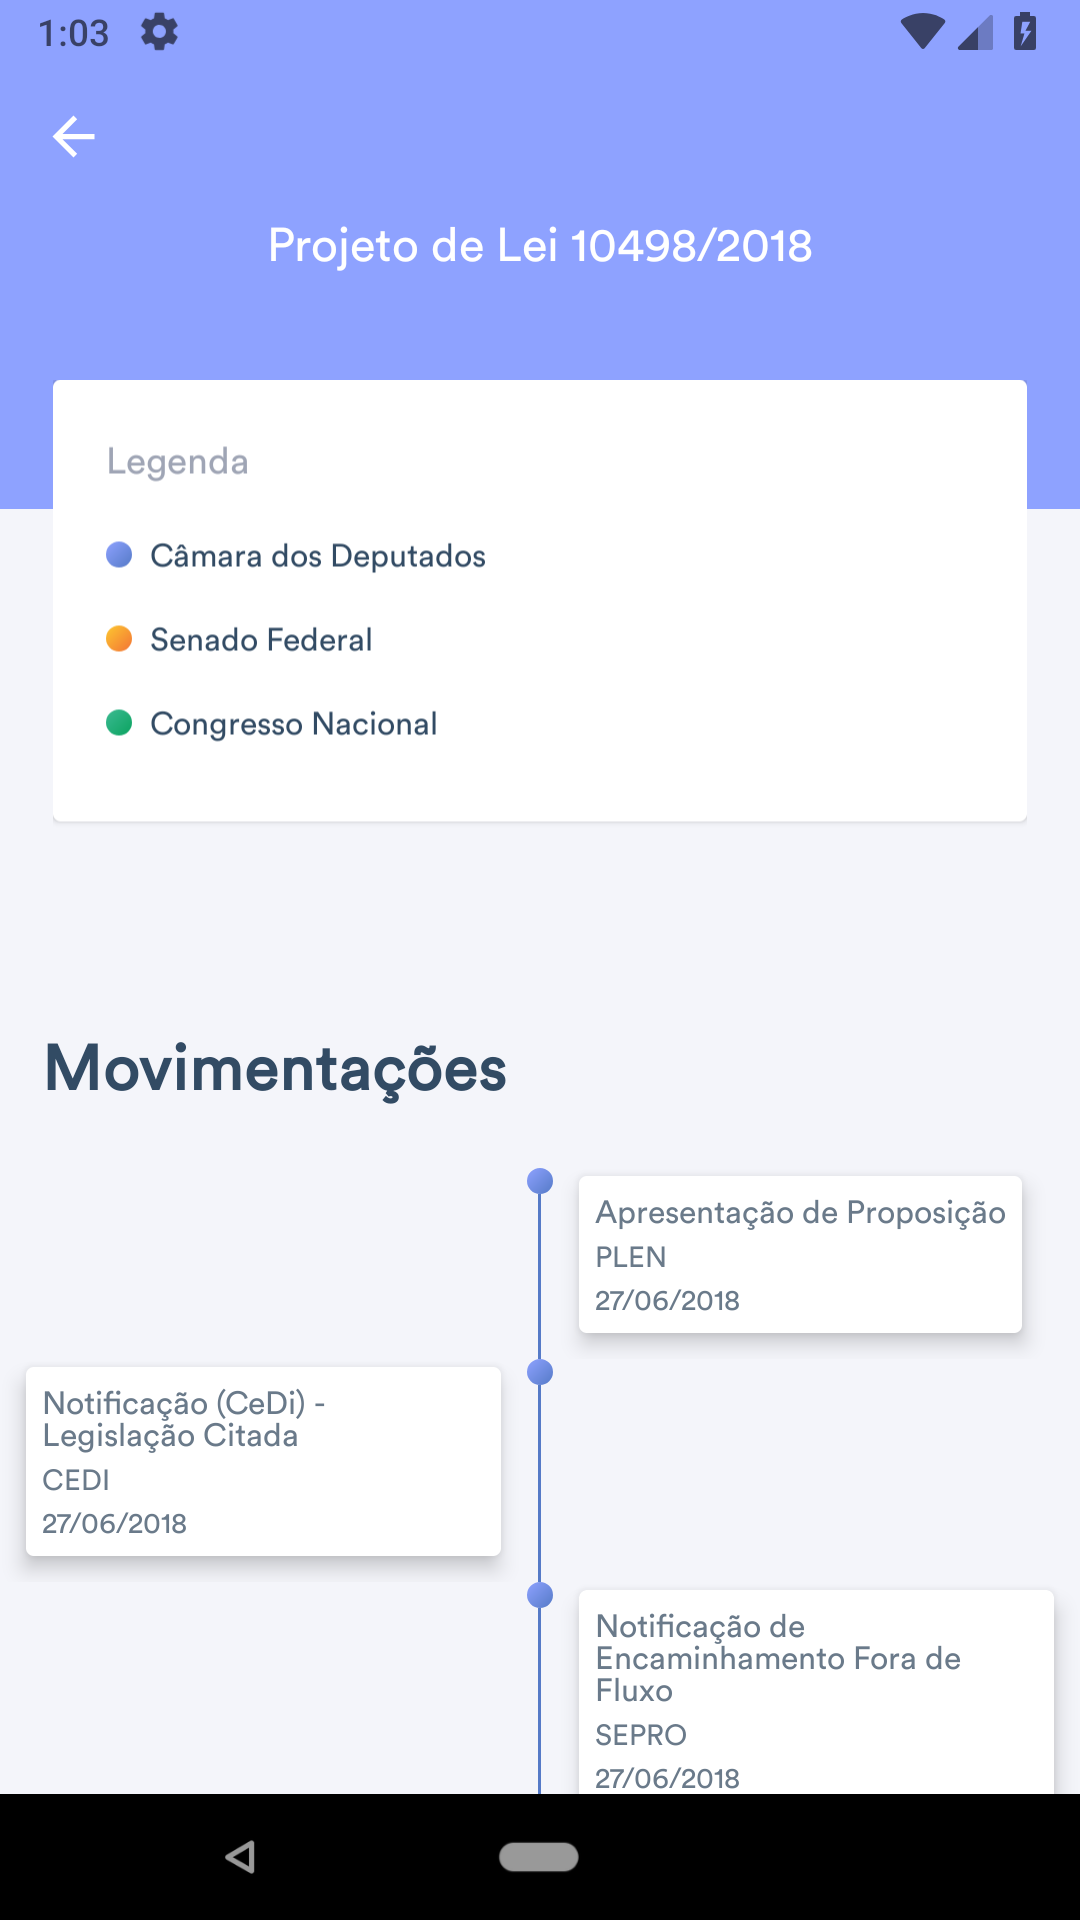 1:03
Projeto de Lei 10498/2018
Legenda
Câmara dos Deputados
Senado Federal
Congresso Nacional
Movimentações
Apresentação de Proposição
PLEN
27/06/2018
Notificação (CeDi) -
Legislação Citada
CEDI
27/06/2018
Notificação de
Encaminhamento Fora de
Fluxo
SEPRO
27/06/2018